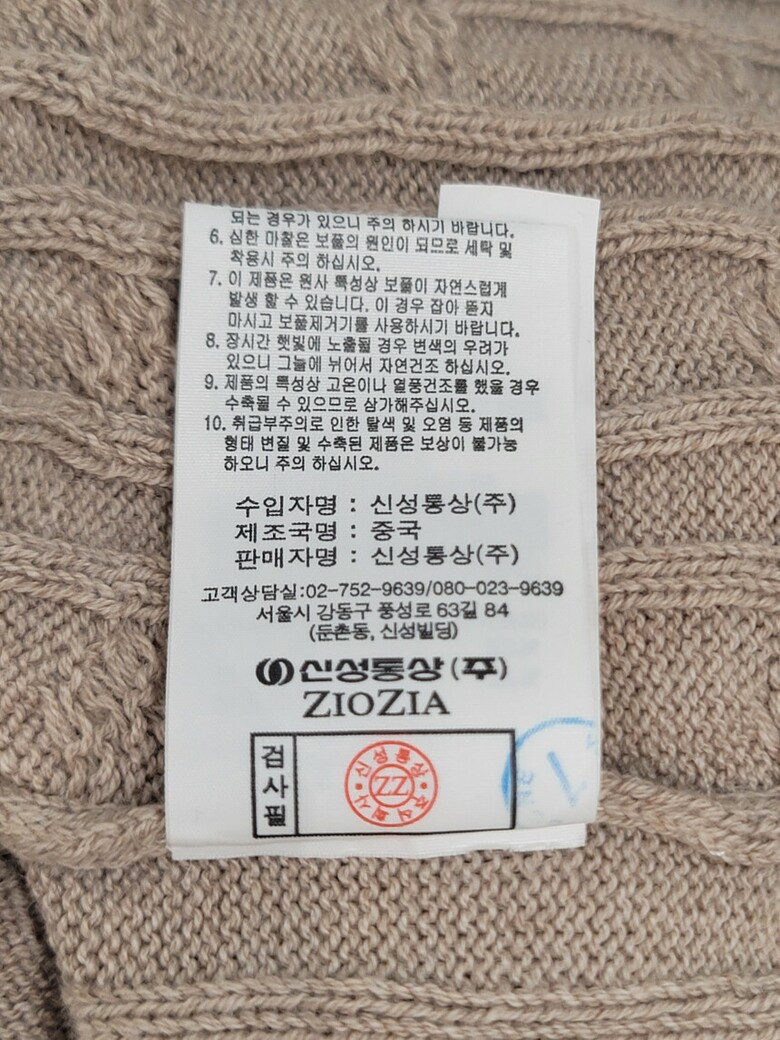 되는 경우가 있으니 주의 하시기 바랍니다.
6. 심한 마찰은 보풀의 원인이 되므로 세탁 및
착용시 주의 하십시오.
7. 이 제품은 원사 특성상 보풀이 자연스럽게
발생 할 수 있습니다. 이 경우 잡아 뜯지
마시고 보풀제거기를 사용하시기 바랍니다.
8. 장시간 햇빛에 노출될 경우 변색의 우려가
있으니 그늘에 뉘어서 자연건조 하십시오.
9. 제품의 특성상 고온이나 열풍건조를 했을 경우
수축될 수 있으므로 삼가해주십시오.
10. 취급부주의로 인한 탈색 및 오염 등 제품의
형태 변질 및 수축된 제품은 보상이 불가능
하오니 주의 하십시오.
수입자명 : 신성통상(주)
제조국명 : 중국
판매자명 : 신성통상(주)
고객상담실:02-752-9639/080-023-9639
서울시 강동구 풍성로 63길 84
(둔촌동, 신성빌딩)
신성통상(주)
ZIOZIA
검사필
신성통상
ZZ
주식회사